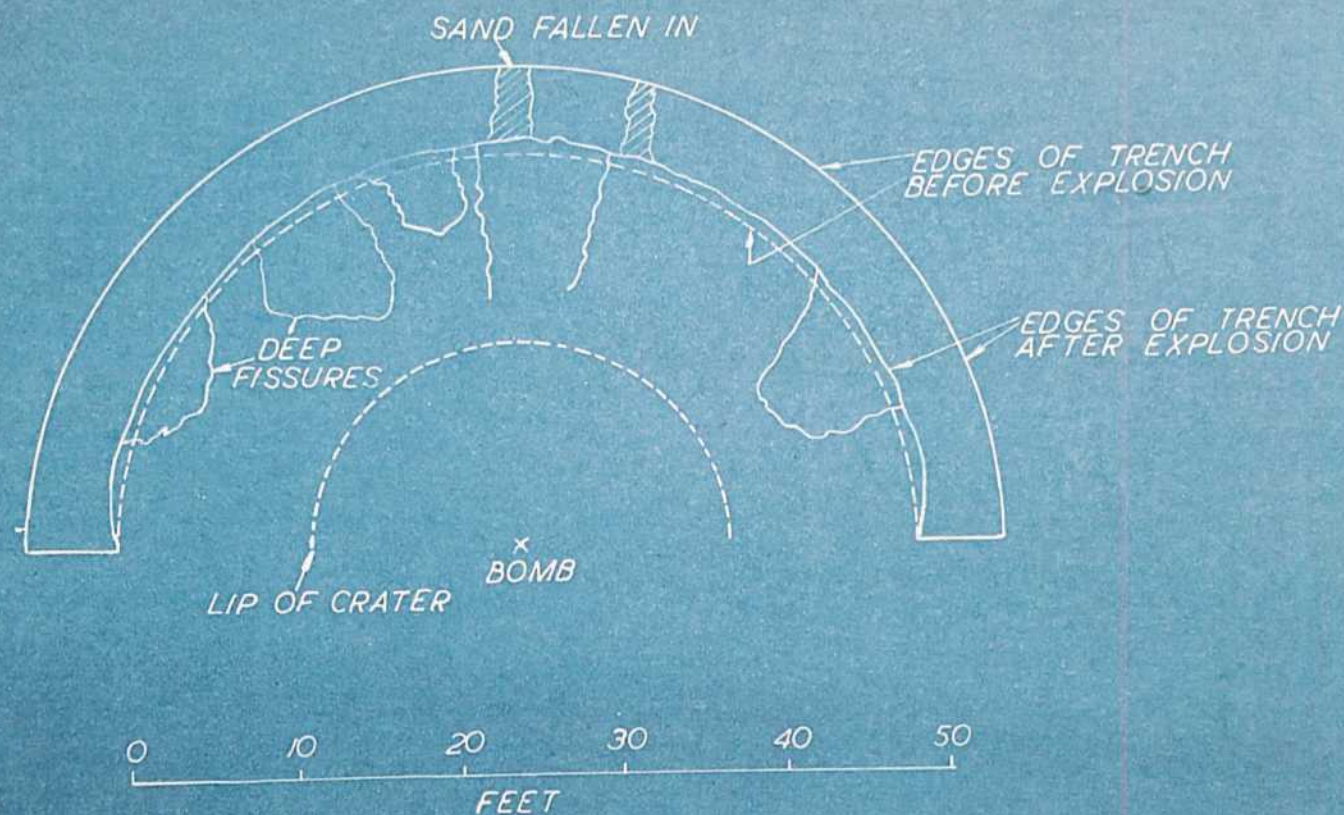 SAND FALLEN IN
EDGES OF TRENCH
BEFORE EXPLOSION
EDGES OF TRENCH
AFTER EXPLOSION
DEEP
FISSURES
×
BOMB
LIP OF CRATER
0 10 20 30 40 50
FEET